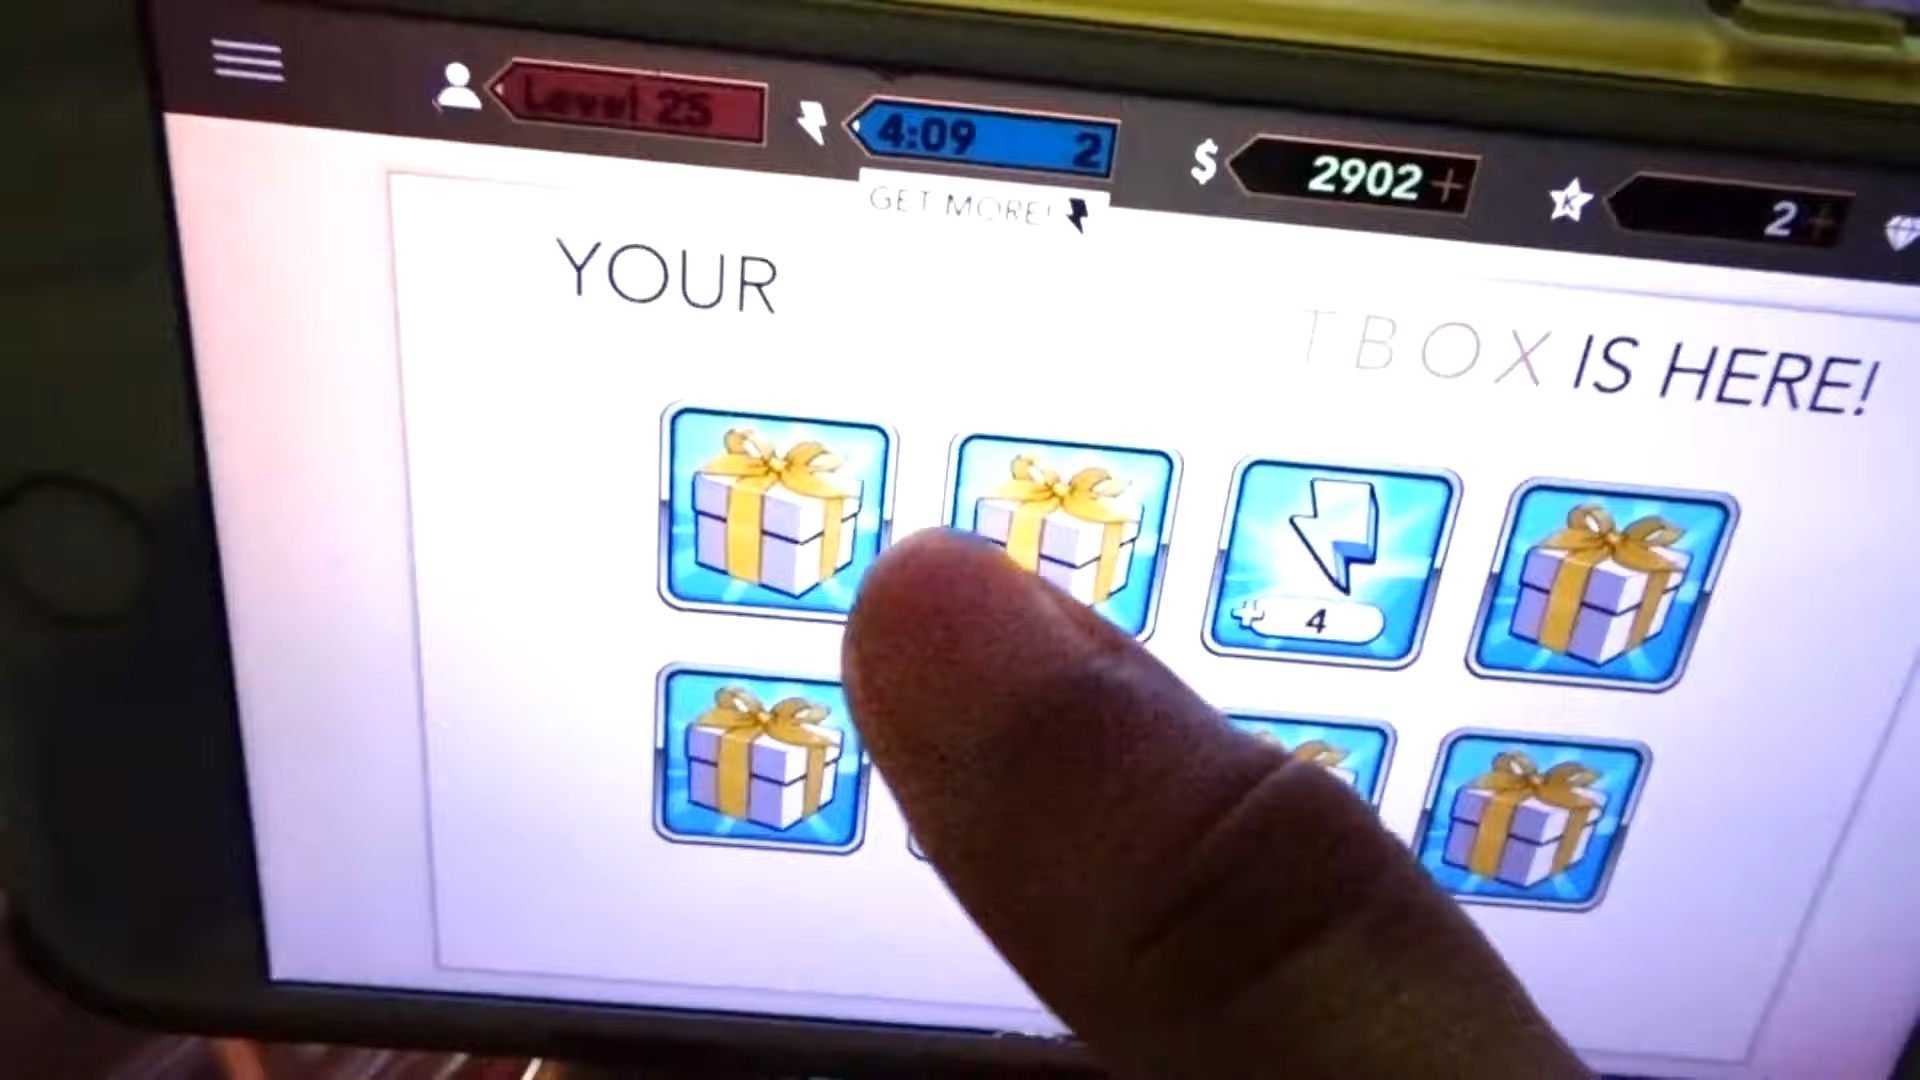 Level 25
4:09 2
$ 2902 +
K 2 +
GET MORE!
YOUR T BOX IS HERE!
+ 4